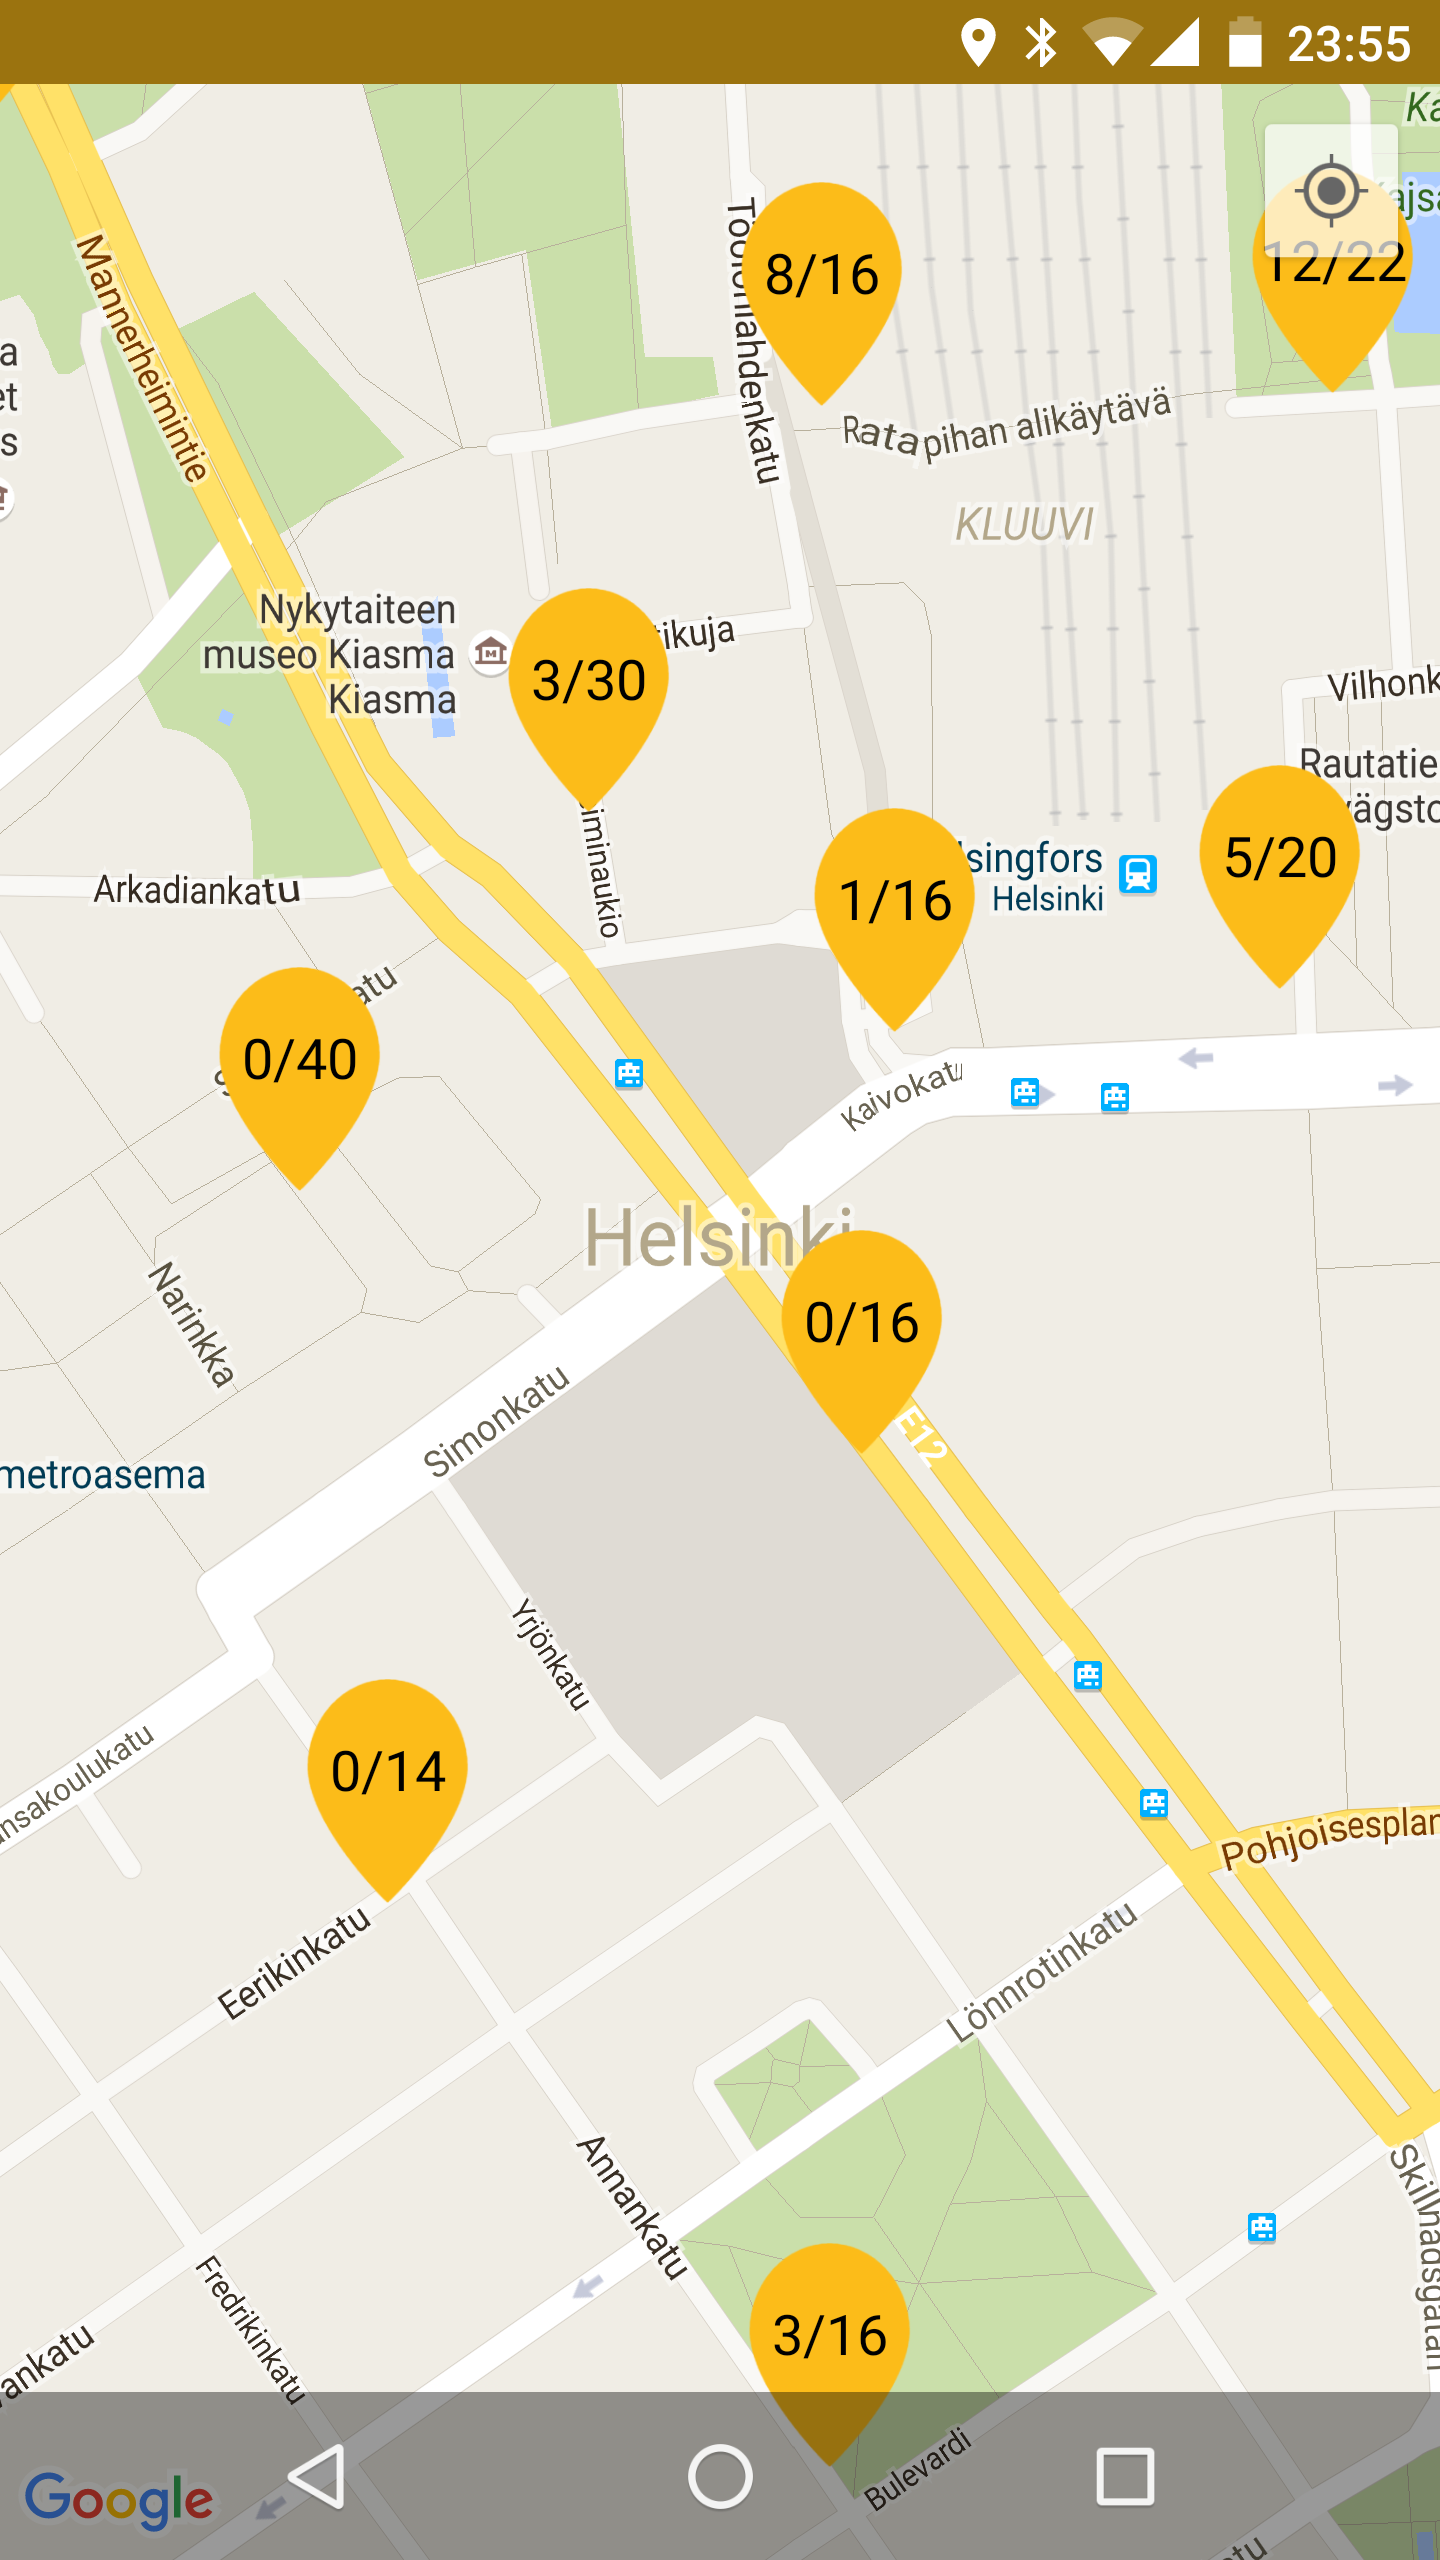 23:55
Mannerheimintie
Töölönlahdenkatu
8/16
12/22
Ratapihan alikäytävä
KLUUVI
Nykytaiteen
museo Kiasma
Kiasma
3/30
Vilhonk
Rautatie
Arkadiankatu
1/16
Helsinki
5/20
0/40
Kaivokatu
Helsinki
0/16
Narinkka
Simonkatu
E12
metroasema
Yrjönkatu
0/14
Pohjoisesplan
Eerikinkatu
Lönnrotinkatu
Annankatu
Fredrikinkatu
3/16
Bulevardi
Google